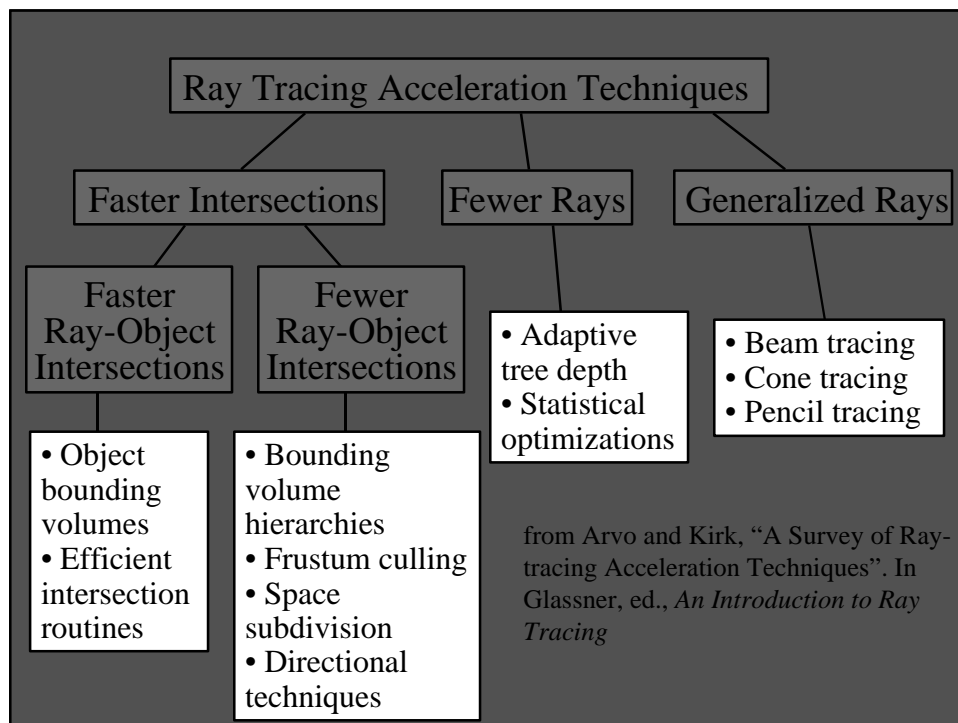 Ray Tracing Acceleration Techniques
Faster Intersections
Fewer Rays
Generalized Rays
Faster
Ray-Object
Intersections
Fewer
Ray-Object
Intersections
• Adaptive
tree depth
• Statistical
optimizations
• Beam tracing
• Cone tracing
• Pencil tracing
• Object
bounding
volumes
• Efficient
intersection
routines
• Bounding
volume
hierarchies
• Frustum culling
• Space
subdivision
• Directional
techniques
from Arvo and Kirk, “A Survey of Ray-
tracing Acceleration Techniques”. In
Glassner, ed., An Introduction to Ray
Tracing